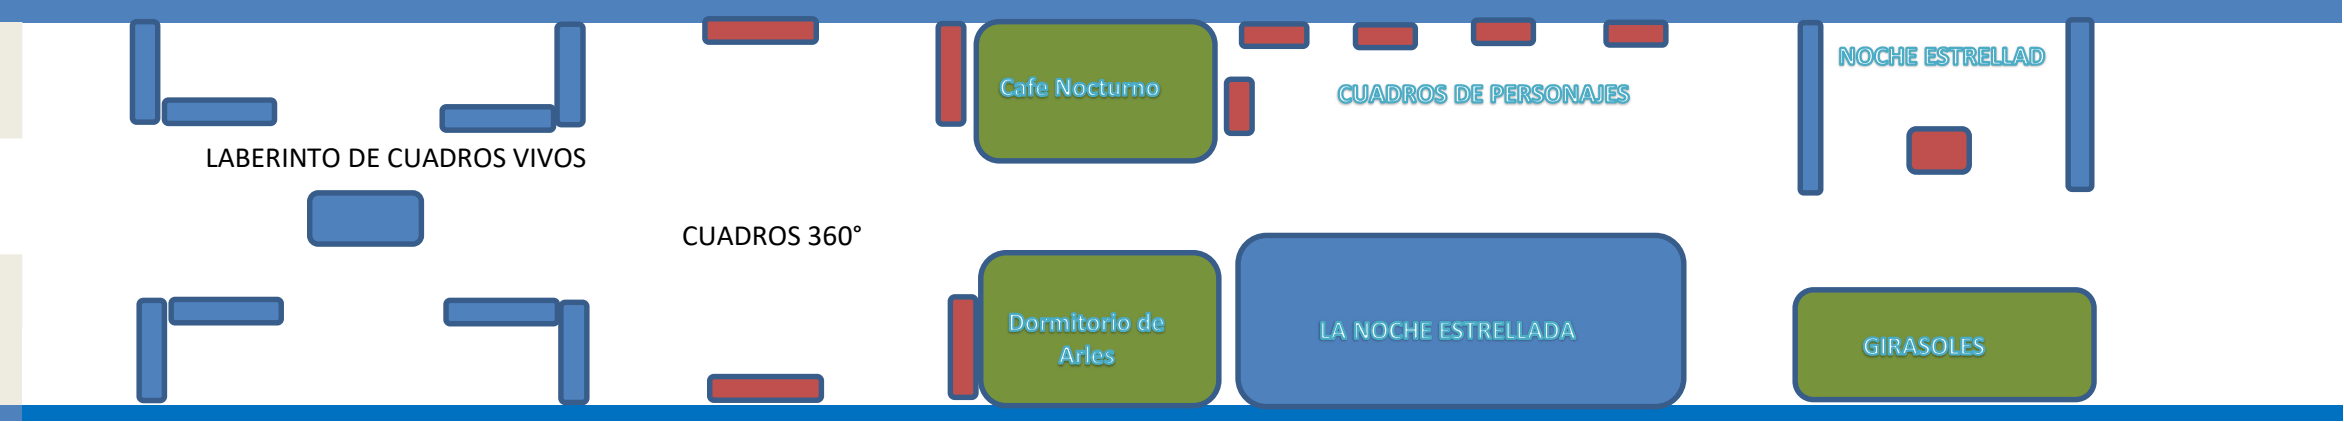 LABERINTO DE CUADROS VIVOS
CUADROS 360°
Cafe Nocturno
Dormitorio de
Arles
CUADROS DE PERSONAJES
LA NOCHE ESTRELLADA
NOCHE ESTRELLAD
GIRASOLES